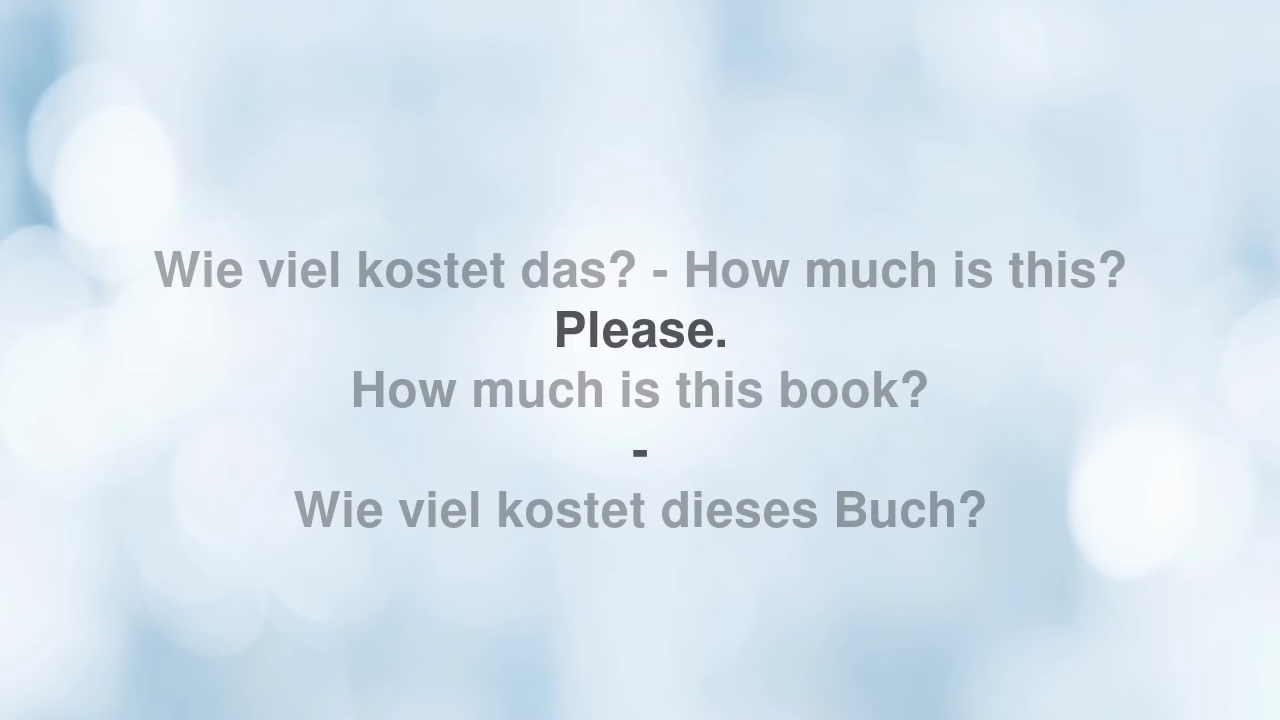 Wie viel kostet das? - How much is this?
Please.
How much is this book?
-
Wie viel kostet dieses Buch?